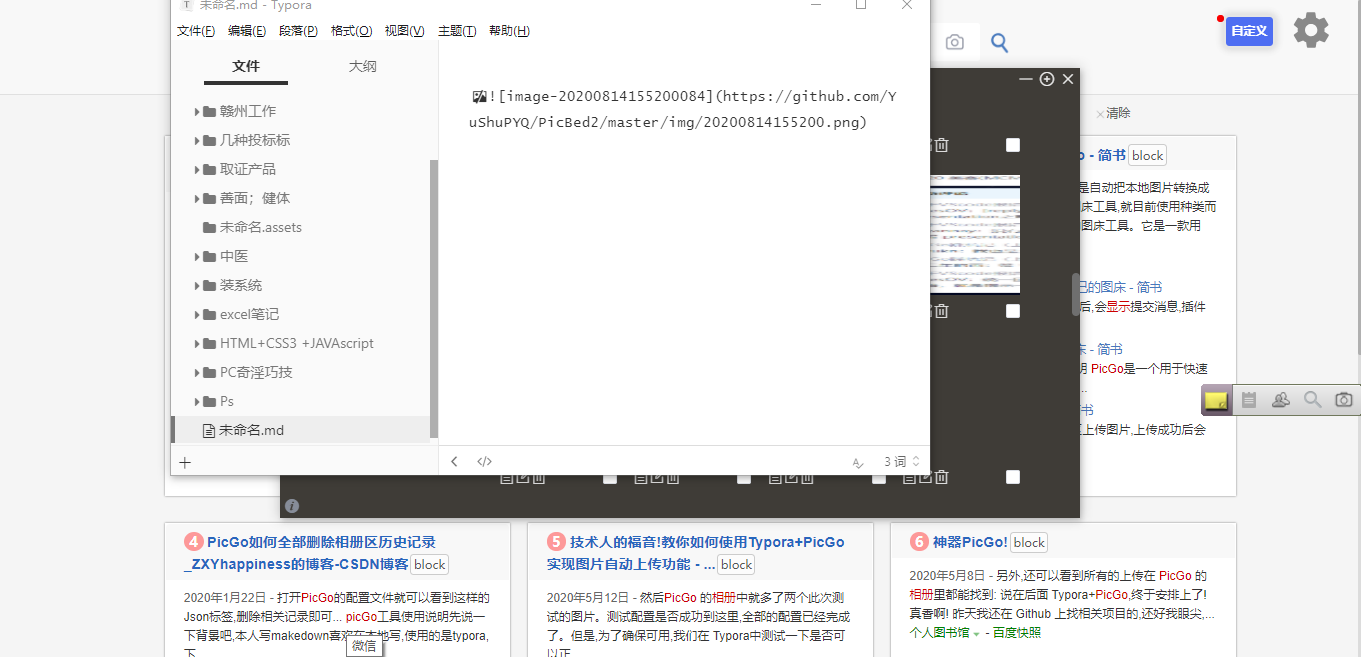 未命名.md - Typora
文件(F) 编辑(E) 段落(P) 格式(O) 视图(V) 主题(T) 帮助(H)
文件 大纲
赣州工作
几种投标标
取证产品
善面；健体
未命名.assets
中医
装系统
excel笔记
HTML+CSS3 +JAVAscript
PC奇淫巧技
Ps
未命名.md
![image-20200814155200084](https://github.com/Y
uShuPYQ/PicBed2/master/img/20200814155200.png)
3 词
自定义
清除
o - 简书 block
是自动把本地图片转换成
床工具,就目前使用种类而
图床工具。它是一款用
己的图床 - 简书
后,会显示提交消息,插件
床 - 简书
明 PicGo是一个用于快速
...
书
上传图片,上传成功后会
4 PicGo如何全部删除相册区历史记录
_ZXYhappiness的博客-CSDN博客 block
2020年1月22日 - 打开PicGo的配置文件就可以看到这样的
Json标签,删除相关记录即可... picGo工具使用说明先说一
下背景吧,本人写makedown喜欢在本地写,使用的是typora,
下
微信
5 技术人的福音!教你如何使用Typora+PicGo
实现图片自动上传功能 - ... block
2020年5月12日 - 然后PicGo 的相册中就多了两个此次测
试的图片。测试配置是否成功到这里,全部的配置已经完成
了。但是,为了确保可用,我们在 Typora中测试一下是否可
以正
6 神器PicGo! block
2020年5月8日 - 另外,还可以看到所有的上传在 PicGo 的
相册里都能找到: 说在后面 Typora+PicGo,终于安排上了!
真香啊! 昨天我还在 Github 上找相关项目的,还好我眼尖,...
个人图书馆 - 百度快照